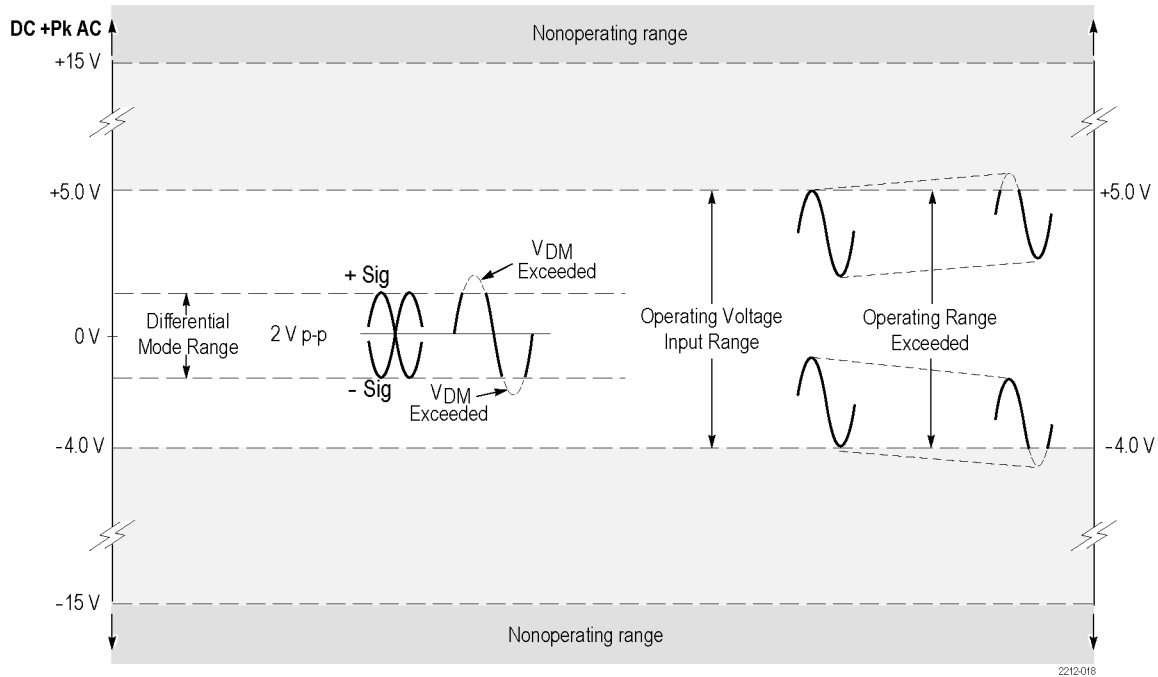 DC +Pk AC
Nonoperating range
+15 V
+5.0 V
+5.0 V
VDM
Exceeded
+ Sig
Differential
Mode Range
2 V p-p
0 V
Operating Voltage
Input Range
Operating Range
Exceeded
– Sig
VDM
Exceeded
–4.0 V
–4.0 V
–15 V
Nonoperating range
2212-018